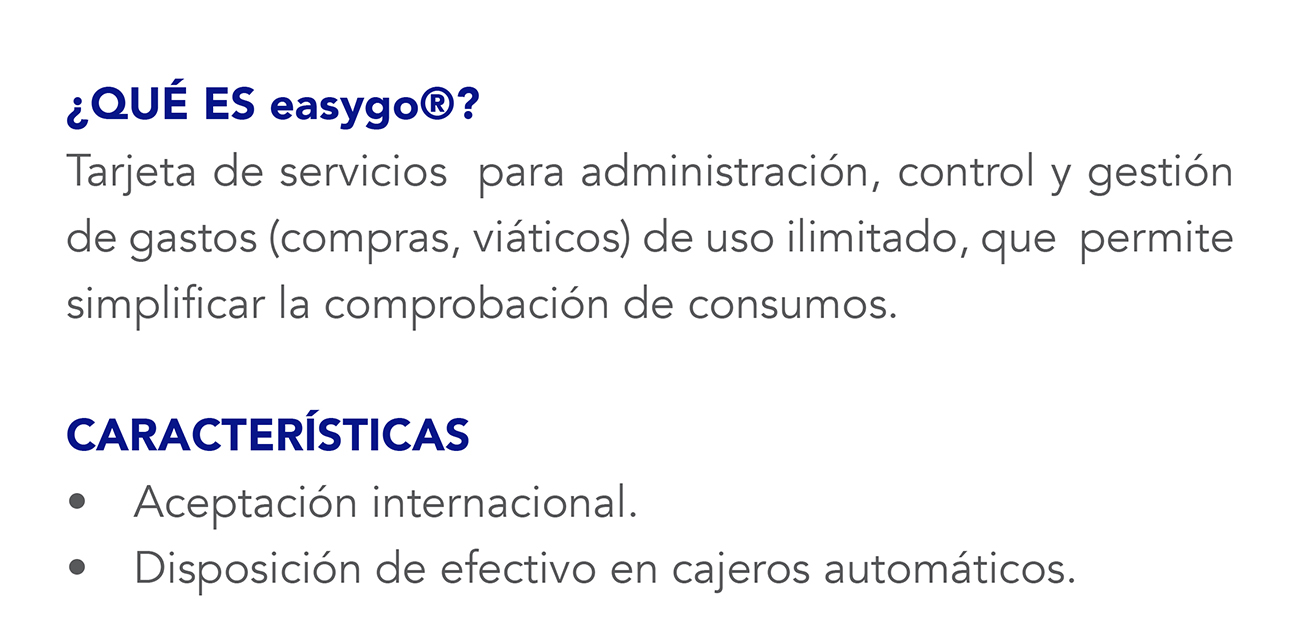 ¿QUÉ ES easygo®?
Tarjeta de servicios  para administración, control y gestión
de gastos (compras, viáticos) de uso ilimitado, que  permite
simplificar la comprobación de consumos.
CARACTERÍSTICAS
• Aceptación internacional.
• Disposición de efectivo en cajeros automáticos.